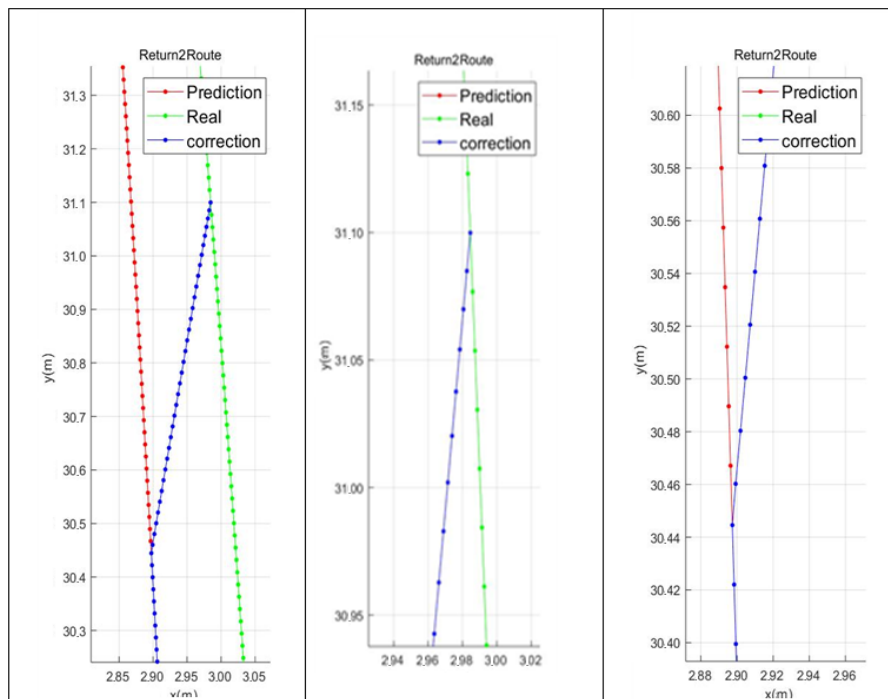 Return2Route
Prediction
Real
correction
31.3
31.2
31.1
31.0
30.9
30.8
30.7
30.6
30.5
30.4
30.3
y(m)
2.85 2.90 2.95 3.00 3.05
x(m)
Return2Route
Prediction
Real
correction
31.15
31.10
31.05
31.00
30.95
y(m)
2.94 2.96 2.98 3.00 3.02
Return2Route
Prediction
Real
correction
30.60
30.58
30.56
30.54
30.52
30.50
30.48
30.46
30.44
30.42
30.40
y(m)
2.88 2.90 2.92 2.94 2.96
x(m)